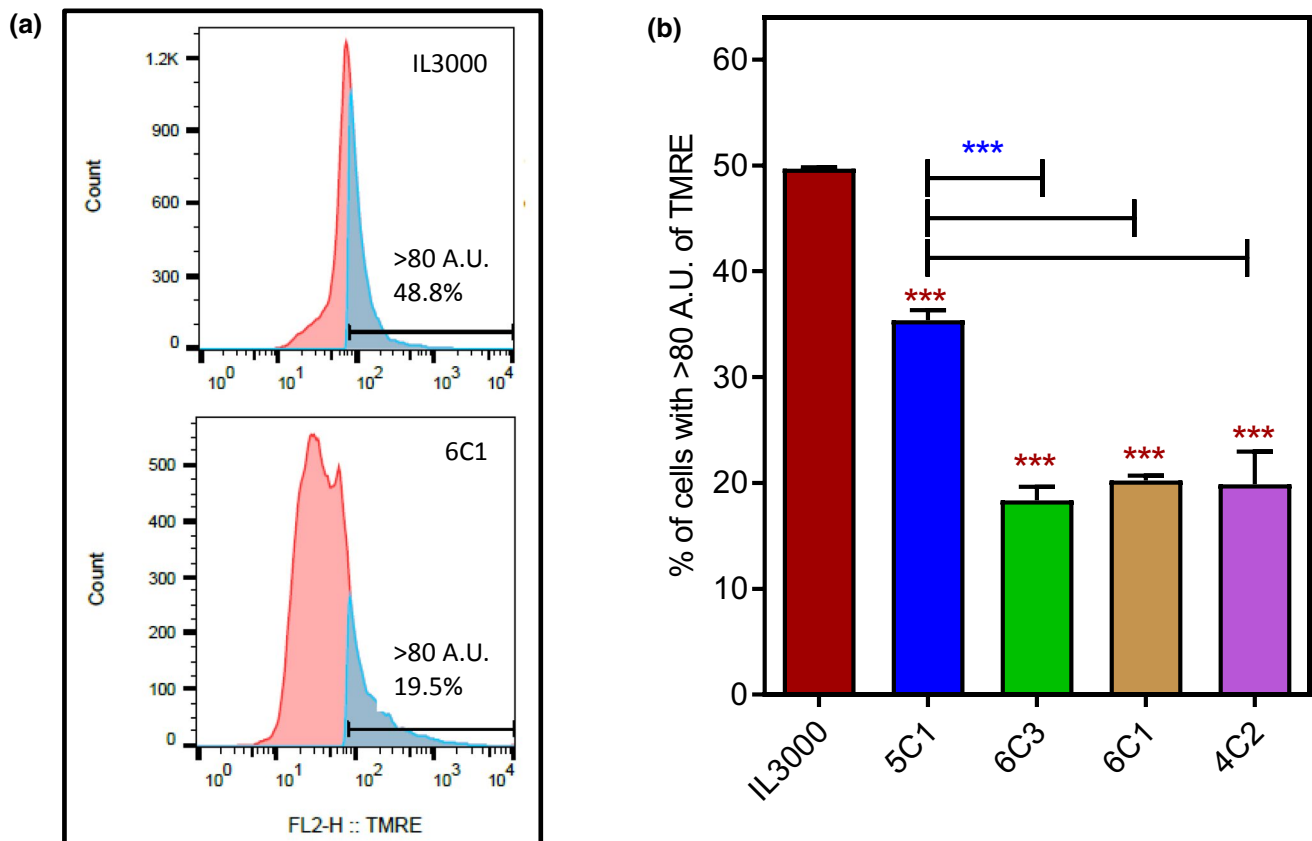 (a)
IL3000
1.2K
900
600
300
0
Count
>80 A.U.
48.8%
10^0 10^1 10^2 10^3 10^4
6C1
500
400
300
200
100
0
Count
>80 A.U.
19.5%
10^0 10^1 10^2 10^3 10^4
FL2-H :: TMRE
(b)
% of cells with >80 A.U. of TMRE
60
50
40
30
20
10
0
***
***
***
***
***
IL3000 5C1 6C3 6C1 4C2